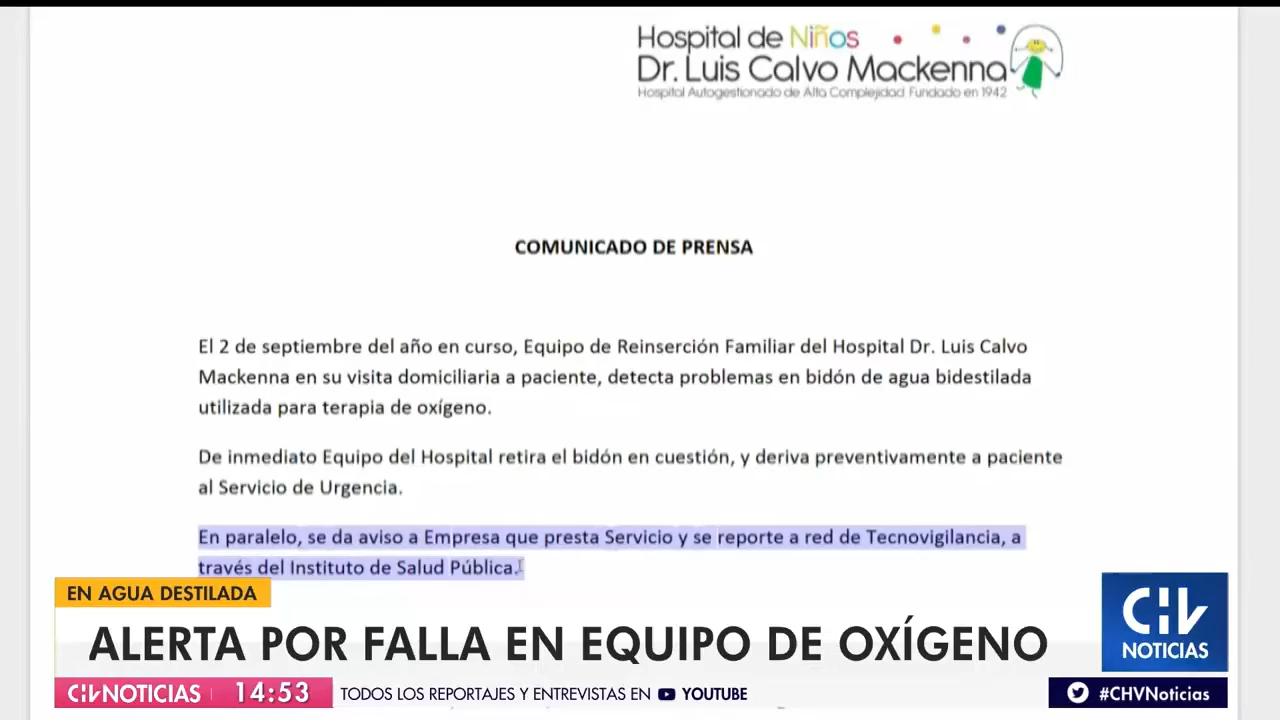 Hospital de Niños
Dr. Luis Calvo Mackenna
Hospital Autogestionado de Alta Complejidad Fundado en 1942
COMUNICADO DE PRENSA
El 2 de septiembre del año en curso, Equipo de Reinserción Familiar del Hospital Dr. Luis Calvo
Mackenna en su visita domiciliaria a paciente, detecta problemas en bidón de agua bidestilada
utilizada para terapia de oxígeno.
De inmediato Equipo del Hospital retira el bidón en cuestión, y deriva preventivamente a paciente
al Servicio de Urgencia.
En paralelo, se da aviso a Empresa que presta Servicio y se reporte a red de Tecnovigilancia, a
través del Instituto de Salud Pública.
EN AGUA DESTILADA
ALERTA POR FALLA EN EQUIPO DE OXÍGENO
CHV NOTICIAS
CHV NOTICIAS 14:53 TODOS LOS REPORTAJES Y ENTREVISTAS EN YOUTUBE #CHVNoticias